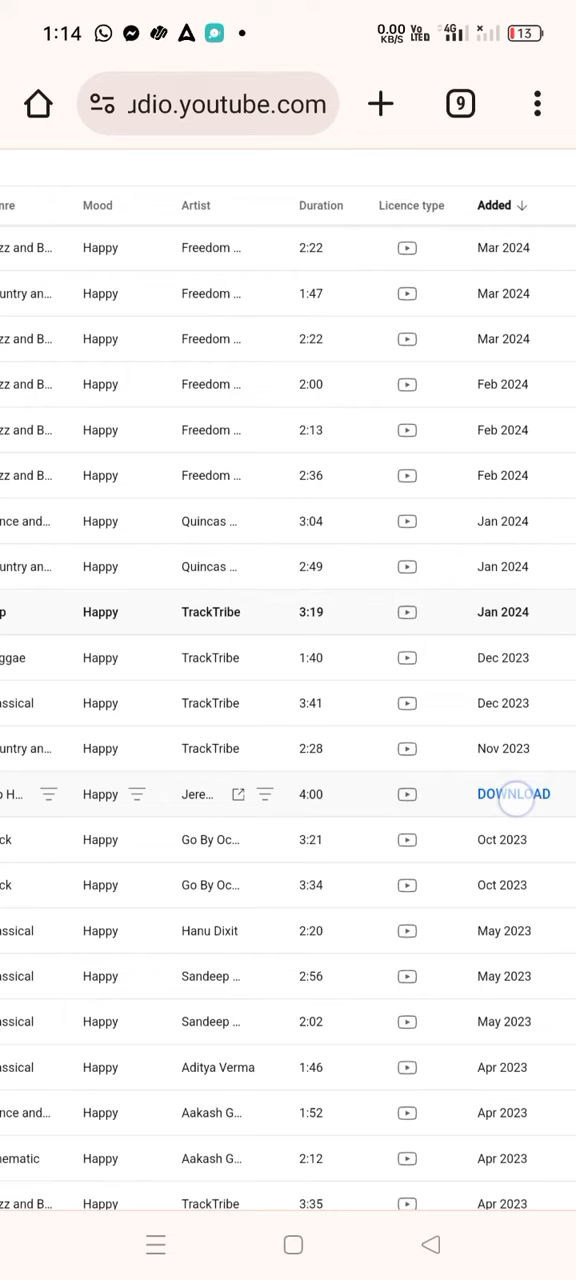 1:14 0.00 KB/S Vo LTE 4G 13
udio.youtube.com 9
nre Mood Artist Duration Licence type Added
zz and B... Happy Freedom ... 2:22 Mar 2024
untry an... Happy Freedom ... 1:47 Mar 2024
zz and B... Happy Freedom ... 2:22 Mar 2024
zz and B... Happy Freedom ... 2:00 Feb 2024
zz and B... Happy Freedom ... 2:13 Feb 2024
zz and B... Happy Freedom ... 2:36 Feb 2024
nce and... Happy Quincas ... 3:04 Jan 2024
untry an... Happy Quincas ... 2:49 Jan 2024
p Happy TrackTribe 3:19 Jan 2024
ggae Happy TrackTribe 1:40 Dec 2023
assical Happy TrackTribe 3:41 Dec 2023
untry an... Happy TrackTribe 2:28 Nov 2023
o H... Happy Jere... 4:00 DOWNLOAD
ck Happy Go By Oc... 3:21 Oct 2023
ck Happy Go By Oc... 3:34 Oct 2023
assical Happy Hanu Dixit 2:20 May 2023
assical Happy Sandeep ... 2:56 May 2023
assical Happy Sandeep ... 2:02 May 2023
assical Happy Aditya Verma 1:46 Apr 2023
nce and... Happy Aakash G... 1:52 Apr 2023
nematic Happy Aakash G... 2:12 Apr 2023
zz and B... Happy TrackTribe 3:35 Apr 2023